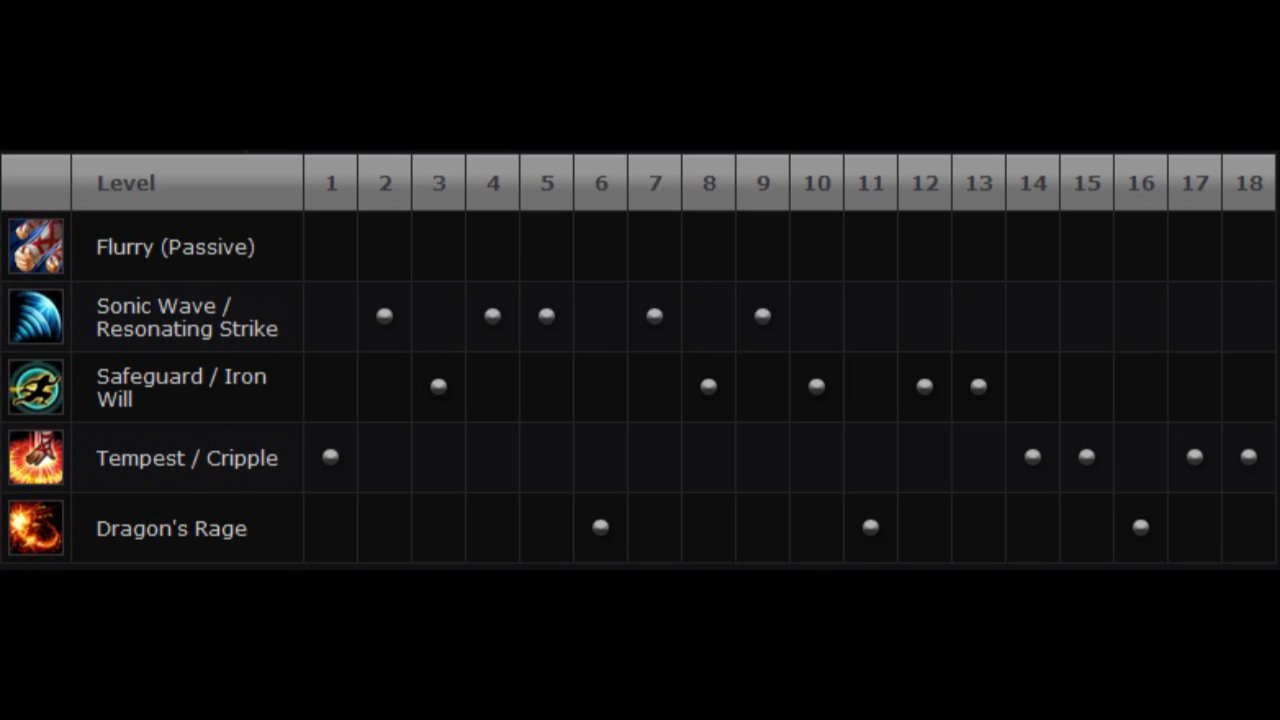 Level 1 2 3 4 5 6 7 8 9 10 11 12 13 14 15 16 17 18
Flurry (Passive)
Sonic Wave /
Resonating Strike
Safeguard / Iron
Will
Tempest / Cripple
Dragon's Rage